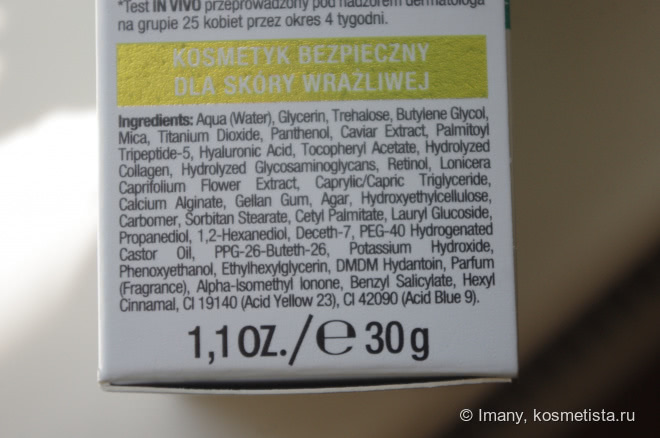 *Test IN VIVO przeprowadzony pod nadzorem dermatologa
na grupie 25 kobiet przez okres 4 tygodni.
KOSMETYK BEZPIECZNY
DLA SKÓRY WRAŻLIWEJ
Ingredients: Aqua (Water), Glycerin, Trehalose, Butylene Glycol,
Mica, Titanium Dioxide, Panthenol, Caviar Extract, Palmitoyl
Tripeptide-5, Hyaluronic Acid, Tocopheryl Acetate, Hydrolyzed
Collagen, Hydrolyzed Glycosaminoglycans, Retinol, Lonicera
Caprifolium Flower Extract, Caprylic/Capric Triglyceride,
Calcium Alginate, Gellan Gum, Agar, Hydroxyethylcellulose,
Carbomer, Sorbitan Stearate, Cetyl Palmitate, Lauryl Glucoside,
Propanediol, 1,2-Hexanediol, Deceth-7, PEG-40 Hydrogenated
Castor Oil, PPG-26-Buteth-26, Potassium Hydroxide,
Phenoxyethanol, Ethylhexylglycerin, DMDM Hydantoin, Parfum
(Fragrance), Alpha-Isomethyl Ionone, Benzyl Salicylate, Hexyl
Cinnamal, CI 19140 (Acid Yellow 23), CI 42090 (Acid Blue 9).
1,1 OZ./℮ 30 g
© Imany, kosmetista.ru